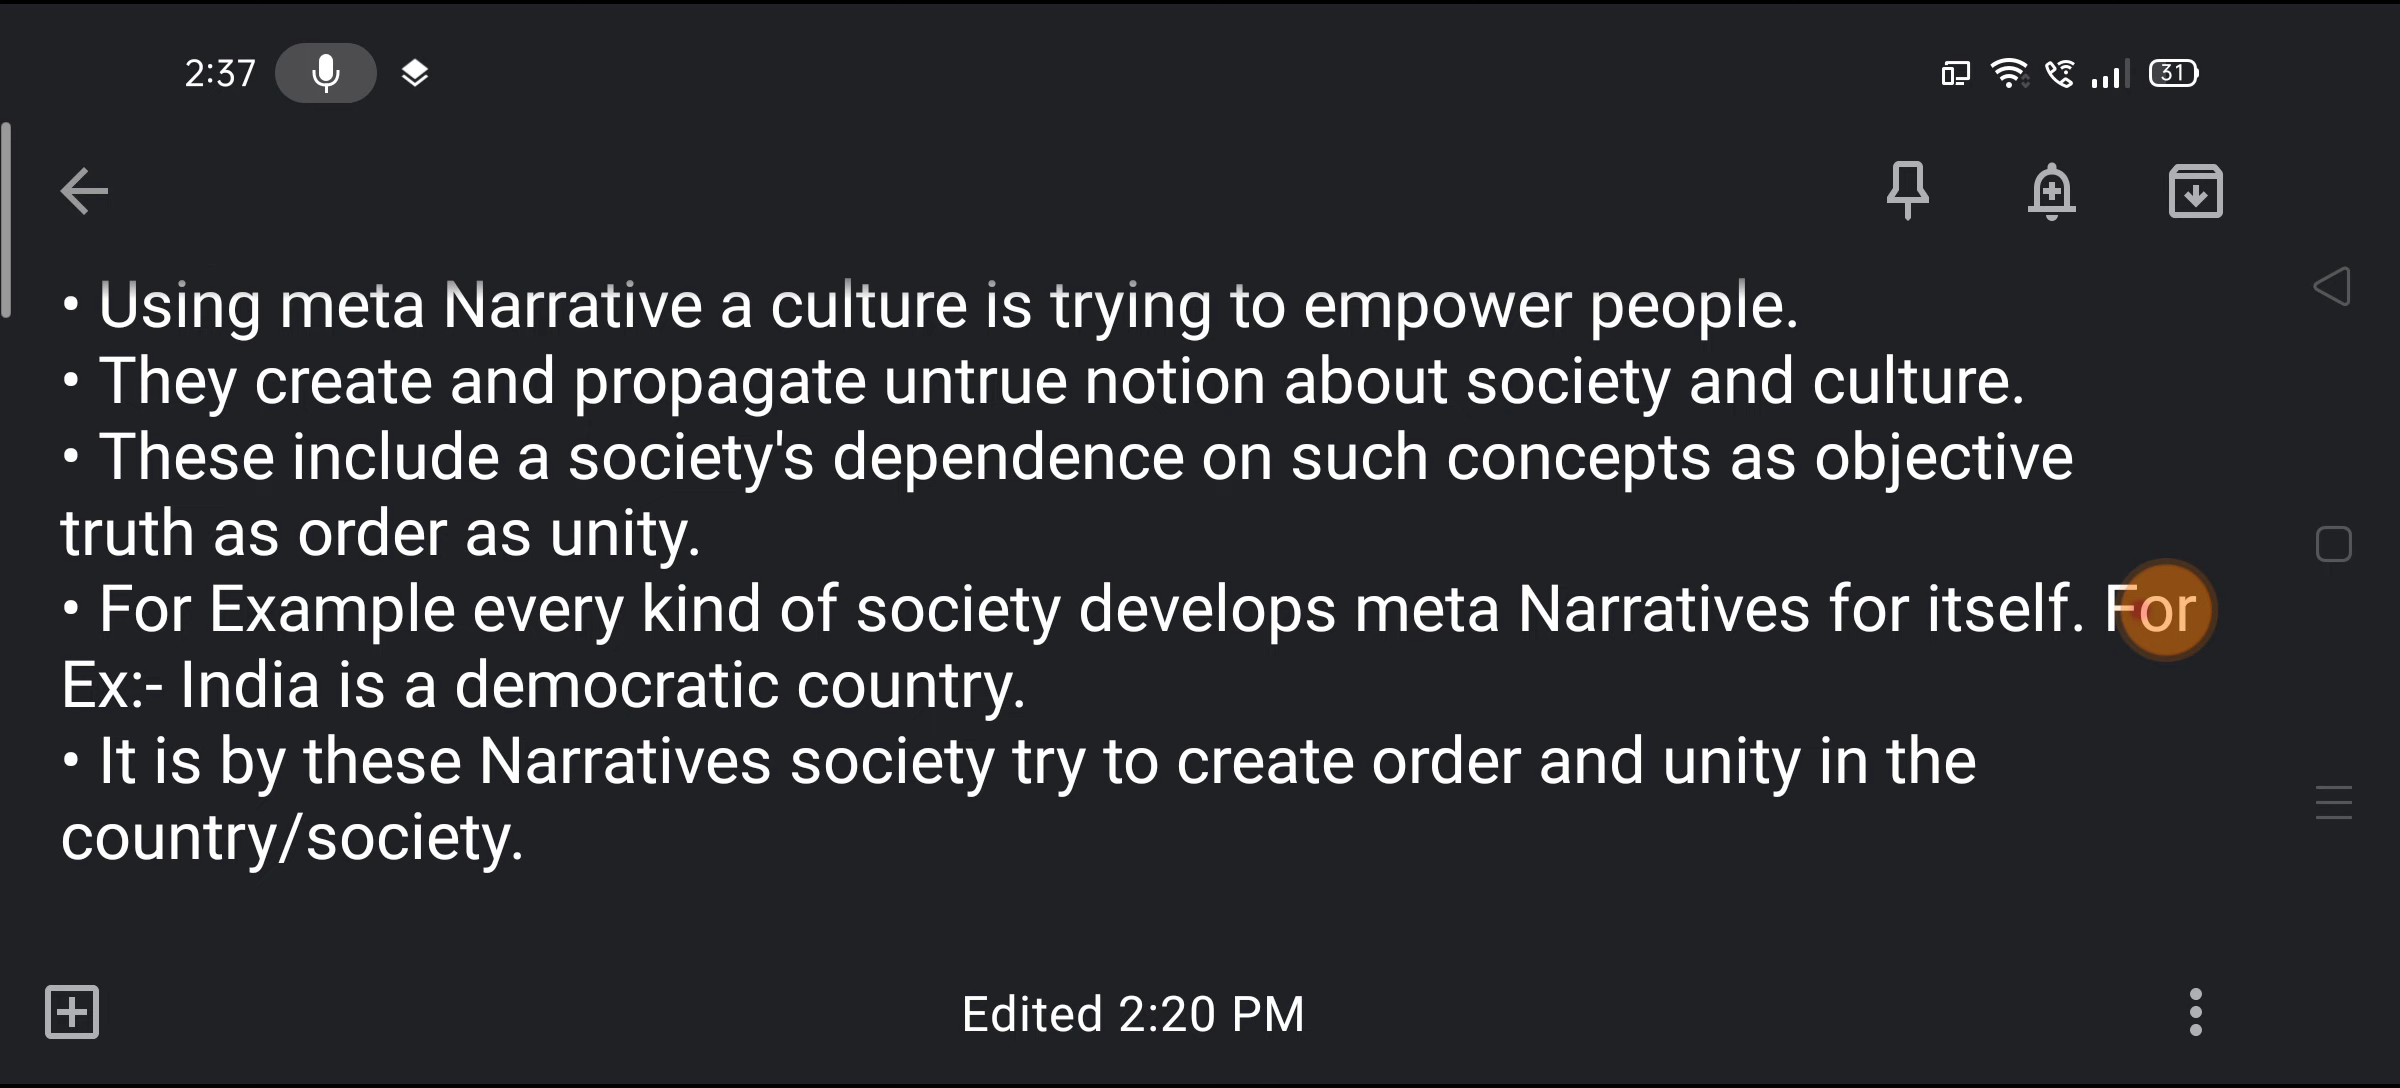 2:37
31
• Using meta Narrative a culture is trying to empower people.
• They create and propagate untrue notion about society and culture.
• These include a society's dependence on such concepts as objective
truth as order as unity.
• For Example every kind of society develops meta Narratives for itself. For
Ex:- India is a democratic country.
• It is by these Narratives society try to create order and unity in the
country/society.
Edited 2:20 PM